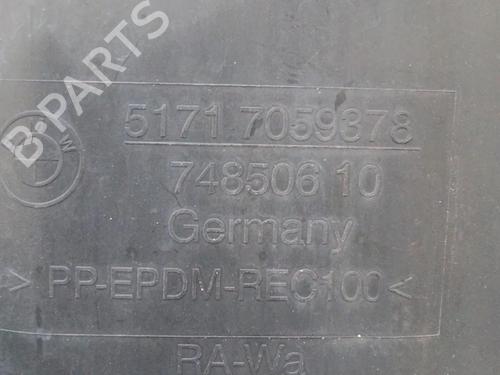 B-PARTS
5171 7059378
748506 10
Germany
> PP-EPDM-REC100 <
RA-Wa